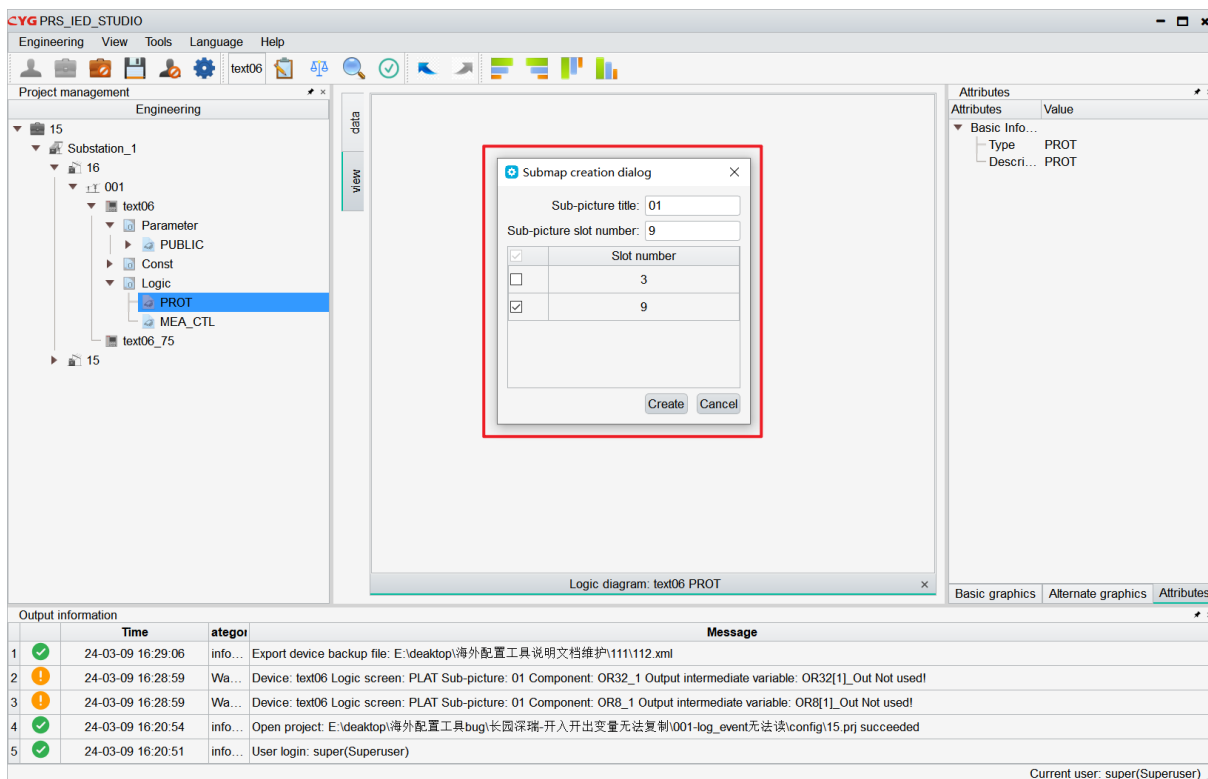 CYG PRS_IED_STUDIO
Engineering View Tools Language Help
text06
Project management
Engineering
15
Substation_1
16
001
text06
Parameter
PUBLIC
Const
Logic
PROT
MEA_CTL
text06_75
15
data
view
Submap creation dialog
Sub-picture title: 01
Sub-picture slot number: 9
Slot number
3
9
Create Cancel
Logic diagram: text06 PROT
Attributes
Attributes Value
Basic Info...
Type PROT
Descri... PROT
Basic graphics Alternate graphics Attributes
Output information
Time ategor Message
1 24-03-09 16:29:06 info... Export device backup file: E:\deaktop\海外配置工具说明文档维护\111\112.xml
2 24-03-09 16:28:59 Wa... Device: text06 Logic screen: PLAT Sub-picture: 01 Component: OR32_1 Output intermediate variable: OR32[1]_Out Not used!
3 24-03-09 16:28:59 Wa... Device: text06 Logic screen: PLAT Sub-picture: 01 Component: OR8_1 Output intermediate variable: OR8[1]_Out Not used!
4 24-03-09 16:20:54 info... Open project: E:\deaktop\海外配置工具bug\长园深瑞-开入开出变量无法复制\001-log_event无法读\config\15.prj succeeded
5 24-03-09 16:20:51 info... User login: super(Superuser)
Current user: super(Superuser)